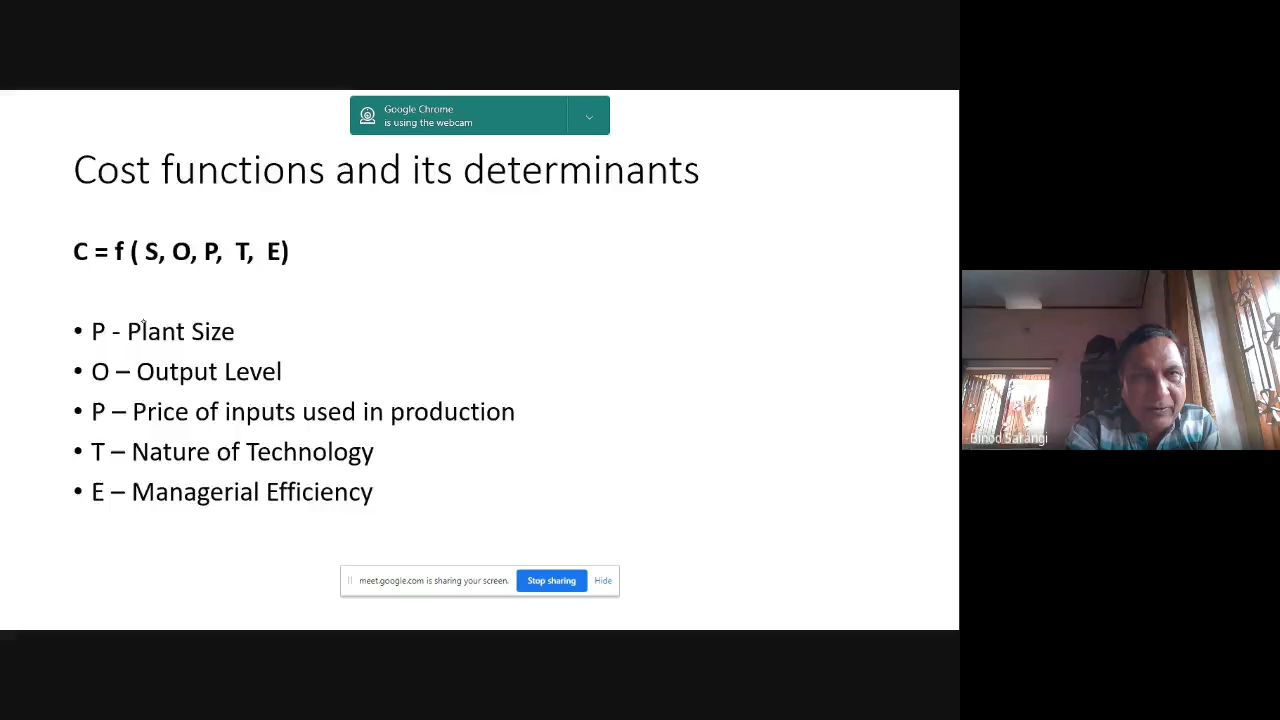 Google Chrome
is using the webcam
Cost functions and its determinants
C = f ( S, O, P, T, E)
• P - Plant Size
• O – Output Level
• P – Price of inputs used in production
• T – Nature of Technology
• E – Managerial Efficiency
meet.google.com is sharing your screen. Stop sharing Hide
Binod Sarangi